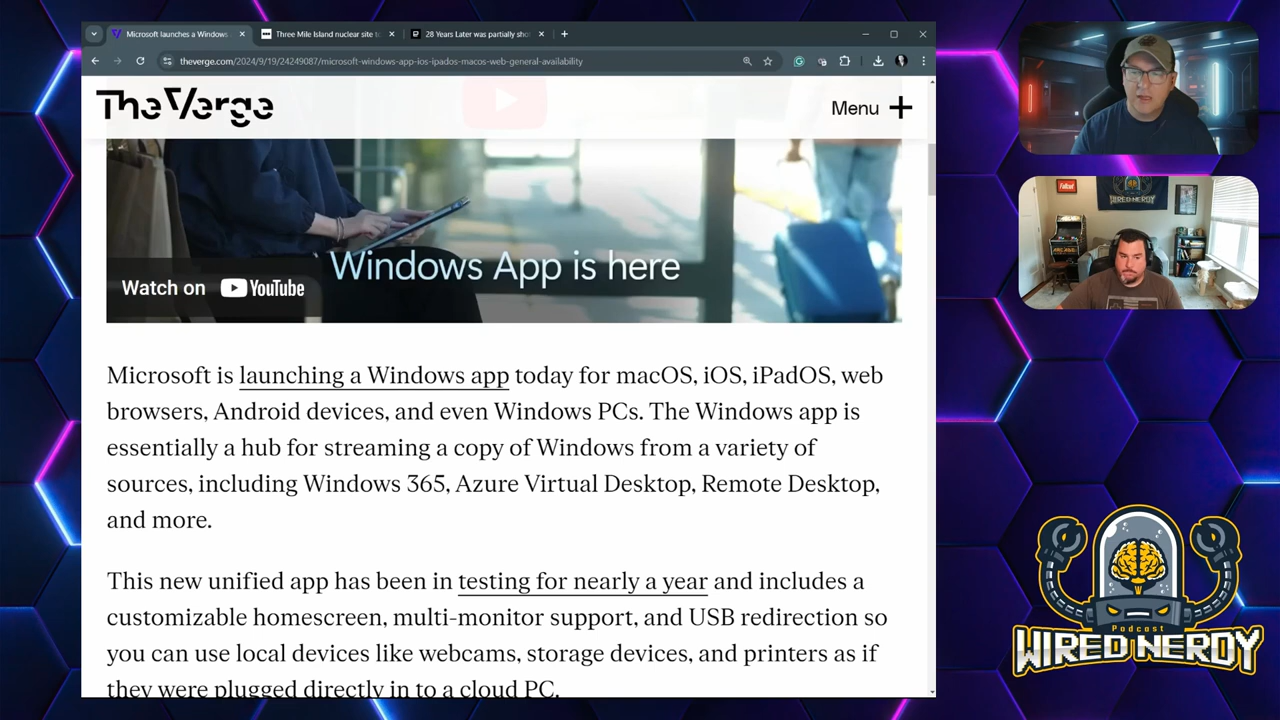 Microsoft launches a Windows
Three Mile Island nuclear site to
28 Years Later was partially sho
theverge.com/2024/9/19/24249087/microsoft-windows-app-ios-ipados-macos-web-general-availability
The Verge
Menu
Windows App is here
Watch on YouTube
Microsoft is launching a Windows app today for macOS, iOS, iPadOS, web
browsers, Android devices, and even Windows PCs. The Windows app is
essentially a hub for streaming a copy of Windows from a variety of
sources, including Windows 365, Azure Virtual Desktop, Remote Desktop,
and more.
This new unified app has been in testing for nearly a year and includes a
customizable homescreen, multi-monitor support, and USB redirection so
you can use local devices like webcams, storage devices, and printers as if
they were plugged directly in to a cloud PC.
Fallout
WIRED NERDY
Podcast
WIRED NERDY